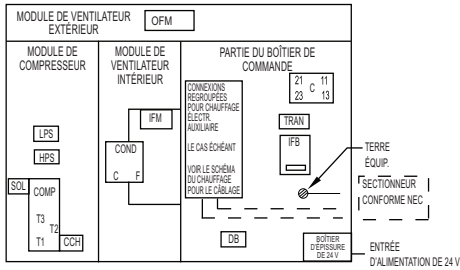 MODULE DE VENTILATEUR
EXTÉRIEUR
OFM
MODULE DE
COMPRESSEUR
MODULE DE
VENTILATEUR
INTÉRIEUR
PARTIE DU BOÎTIER DE
COMMANDE
LPS
HPS
SOL
COMP
T3
T2
T1
CCH
IFM
COND
C F
CONNEXIONS
REGROUPÉES
POUR CHAUFFAGE
ÉLECTR.
AUXILIAIRE
LE CAS ÉCHÉANT
VOIR LE SCHÉMA
DU CHAUFFAGE
POUR LE CÂBLAGE
21 11
C
23 13
TRAN
IFB
DB
BOÎTIER
D'ÉPISSURE
DE 24 V
TERRE
ÉQUIP.
SECTIONNEUR
CONFORME NEC
ENTRÉE
D'ALIMENTATION DE 24 V